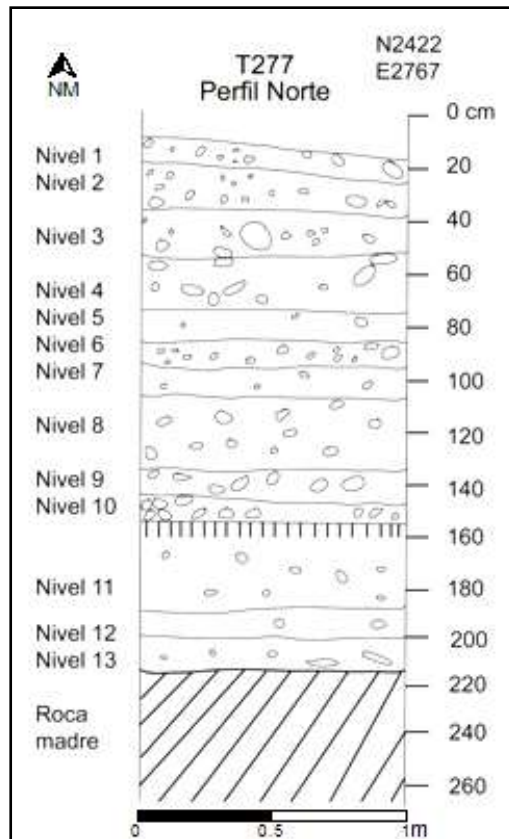 NM
T277
Perfil Norte
N2422
E2767
0 cm
Nivel 1
20
Nivel 2
40
Nivel 3
60
Nivel 4
Nivel 5
80
Nivel 6
Nivel 7
100
Nivel 8
120
Nivel 9
140
Nivel 10
160
Nivel 11
180
Nivel 12
200
Nivel 13
220
Roca
madre
240
260
0 0.5 1m